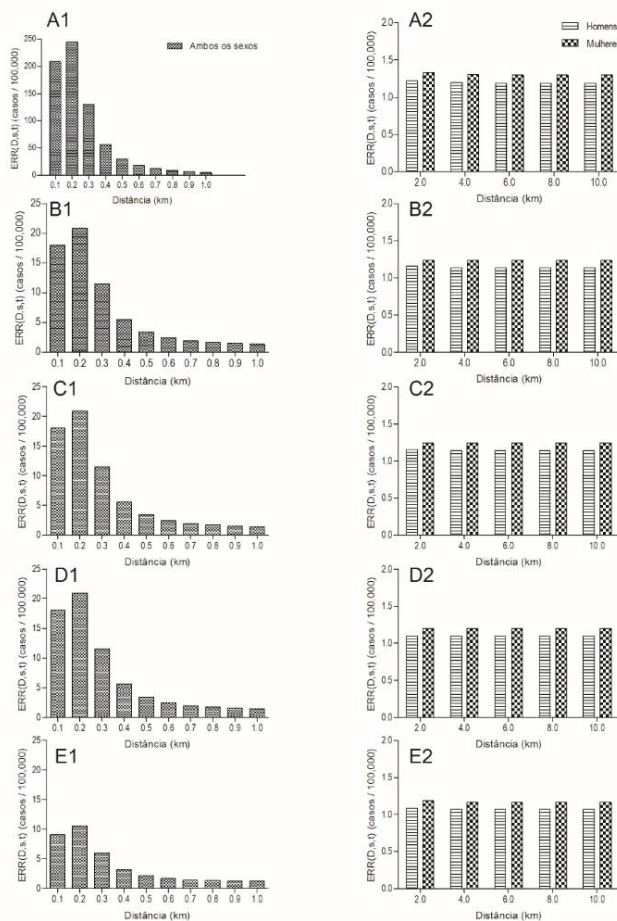 A1
Ambos os sexos
ERR(D,s,t) (casos / 100,000)
250
200
150
100
50
0
0.1 0.2 0.3 0.4 0.5 0.6 0.7 0.8 0.9 1.0
Distância (km)
A2
Homens
Mulheres
ERR(D,s,t) (casos / 100,000)
2.0
1.5
1.0
0.5
0.0
2.0 4.0 6.0 8.0 10.0
Distância (km)
B1
ERR(D,s,t) (casos / 100,000)
25
20
15
10
5
0
0.1 0.2 0.3 0.4 0.5 0.6 0.7 0.8 0.9 1.0
Distância (km)
B2
ERR(D,s,t) (casos / 100,000)
2.0
1.5
1.0
0.5
0.0
2.0 4.0 6.0 8.0 10.0
Distância (km)
C1
ERR(D,s,t) (casos / 100,000)
25
20
15
10
5
0
0.1 0.2 0.3 0.4 0.5 0.6 0.7 0.8 0.9 1.0
Distância (km)
C2
ERR(D,s,t) (casos / 100,000)
2.0
1.5
1.0
0.5
0.0
2.0 4.0 6.0 8.0 10.0
Distância (km)
D1
ERR(D,s,t) (casos / 100,000)
25
20
15
10
5
0
0.1 0.2 0.3 0.4 0.5 0.6 0.7 0.8 0.9 1.0
Distância (km)
D2
ERR(D,s,t) (casos / 100,000)
2.0
1.5
1.0
0.5
0.0
2.0 4.0 6.0 8.0 10.0
Distância (km)
E1
ERR(D,s,t) (casos / 100,000)
25
20
15
10
5
0
0.1 0.2 0.3 0.4 0.5 0.6 0.7 0.8 0.9 1.0
Distância (km)
E2
ERR(D,s,t) (casos / 100,000)
2.0
1.5
1.0
0.5
0.0
2.0 4.0 6.0 8.0 10.0
Distância (km)